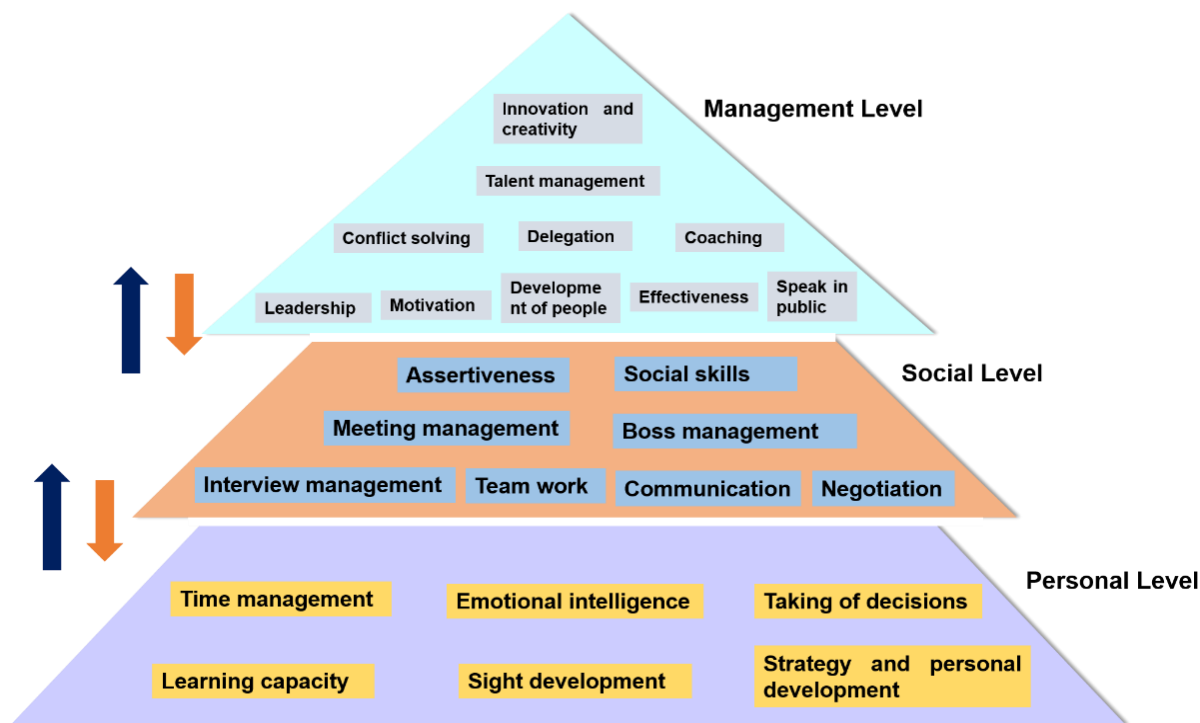 Management Level
Innovation and
creativity
Talent management
Conflict solving
Delegation
Coaching
Leadership
Motivation
Developme
nt of people
Effectiveness
Speak in
public
Social Level
Assertiveness
Social skills
Meeting management
Boss management
Interview management
Team work
Communication
Negotiation
Personal Level
Time management
Emotional intelligence
Taking of decisions
Learning capacity
Sight development
Strategy and personal
development